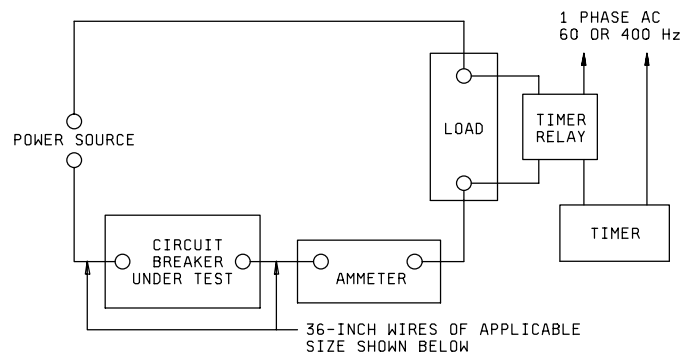 1 PHASE AC
60 OR 400 Hz
POWER SOURCE
LOAD
TIMER
RELAY
TIMER
CIRCUIT
BREAKER
UNDER TEST
AMMETER
36-INCH WIRES OF APPLICABLE
SIZE SHOWN BELOW